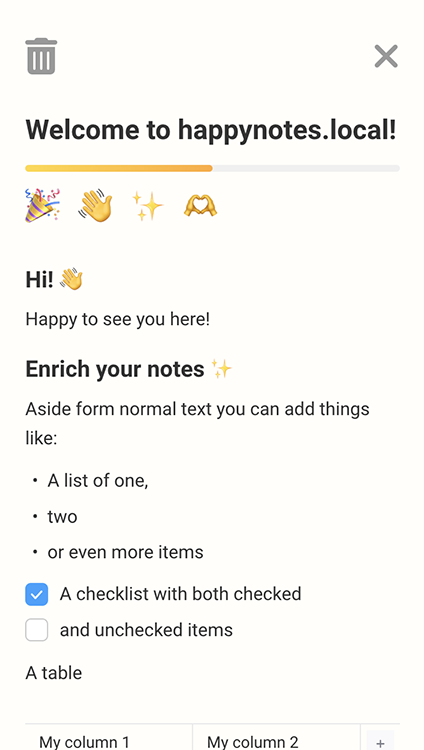 Welcome to happynotes.local!
🎉 👋 ✨ 🫶
Hi! 👋
Happy to see you here!
Enrich your notes ✨
Aside form normal text you can add things
like:
• A list of one,
• two
• or even more items
A checklist with both checked
and unchecked items
A table
My column 1 My column 2 +